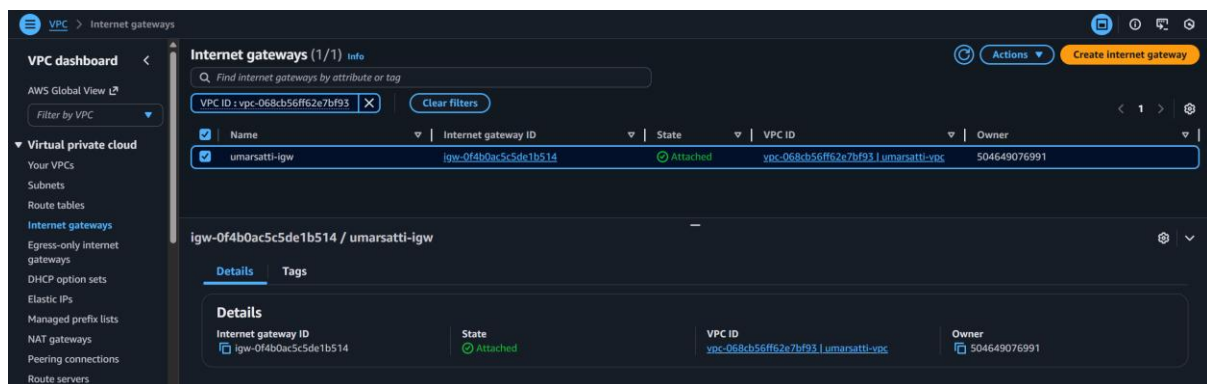 VPC > Internet gateways
VPC dashboard
AWS Global View
Filter by VPC
Virtual private cloud
Your VPCs
Subnets
Route tables
Internet gateways
Egress-only internet
gateways
DHCP option sets
Elastic IPs
Managed prefix lists
NAT gateways
Peering connections
Route servers
Internet gateways (1/1) Info
Actions
Create internet gateway
Find internet gateways by attribute or tag
VPC ID : vpc-068cb56ff62e7bf93
Clear filters
1
Name Internet gateway ID State VPC ID Owner
umarsatti-igw igw-0f4b0ac5c5de1b514 Attached vpc-068cb56ff62e7bf93 | umarsatti-vpc 504649076991
igw-0f4b0ac5c5de1b514 / umarsatti-igw
Details Tags
Details
Internet gateway ID State VPC ID Owner
igw-0f4b0ac5c5de1b514 Attached vpc-068cb56ff62e7bf93 | umarsatti-vpc 504649076991